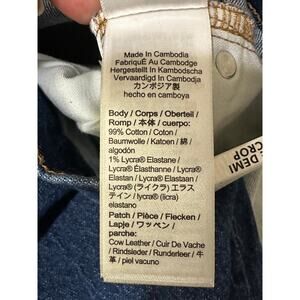 Made In Cambodia
FabriquÉ Au Cambodge
Hergestellt In Kambodscha
Vervaardigd In Cambodja
カンボジア製
hecho en camboya
Body / Corps / Oberteil /
Romp / 本体 / cuerpo:
99% Cotton / Coton /
Baumwolle / Katoen / 綿 /
algodón
1% Lycra® Elastane /
Lycra® Élasthanne / Lycra®
Elastan / Lycra® Elastaan /
Lycra® (ライクラ) エラス
テイン / lycra® (licra)
elastano
Patch / Pièce / Flecken /
Lapje / ワッペン /
parche:
Cow Leather / Cuir De Vache
/ Rindsleder / Runderleer / 牛
革 / piel vacuno
DEMI
CROP